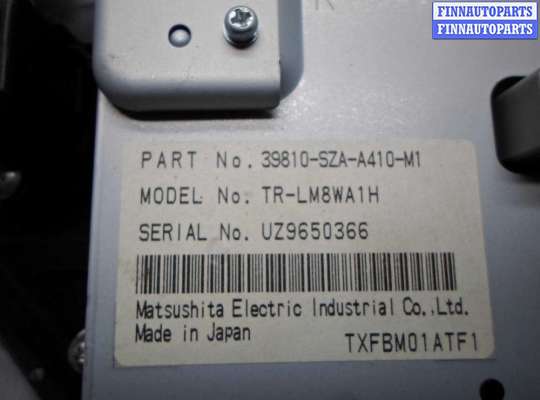 FINNAUTOPARTS
FINNAUTOPARTS
PART No. 39810-SZA-A410-M1
MODEL No. TR-LM8WA1H
SERIAL No. UZ9650366
Matsushita Electric Industrial Co.,Ltd.
Made in Japan
TXFBM01ATF1